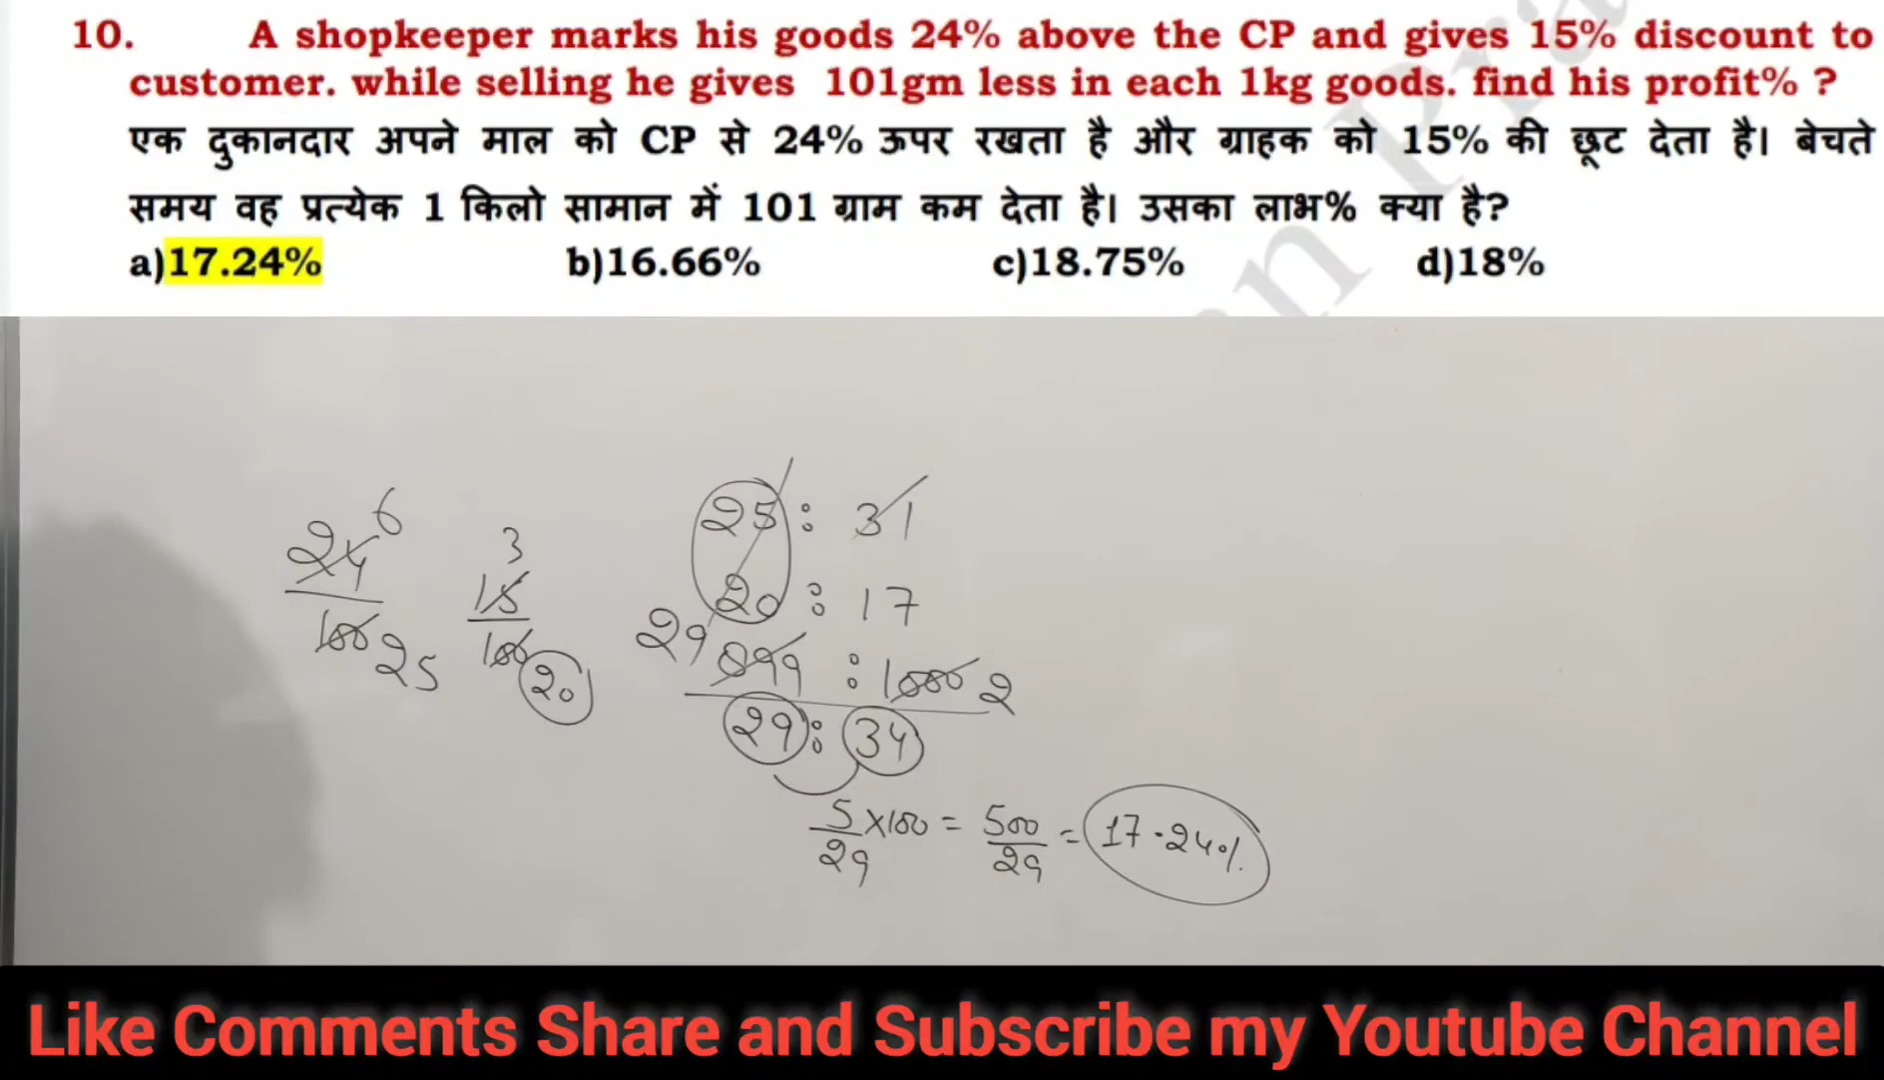 10. A shopkeeper marks his goods 24% above the CP and gives 15% discount to
customer. while selling he gives 101gm less in each 1kg goods. find his profit% ?
एक दुकानदार अपने माल को CP से 24% ऊपर रखता है और ग्राहक को 15% की छूट देता है। बेचते
समय वह प्रत्येक 1 किलो सामान में 101 ग्राम कम देता है। उसका लाभ% क्या है?
a)17.24% b)16.66% c)18.75% d)18%
24 6
100 25
3
15
100 20
25 : 31
20 : 17
29 899 : 1000 2
29 : 34
5/29 ×100 = 500/29 = 17.24%
Like Comments Share and Subscribe my Youtube Channel